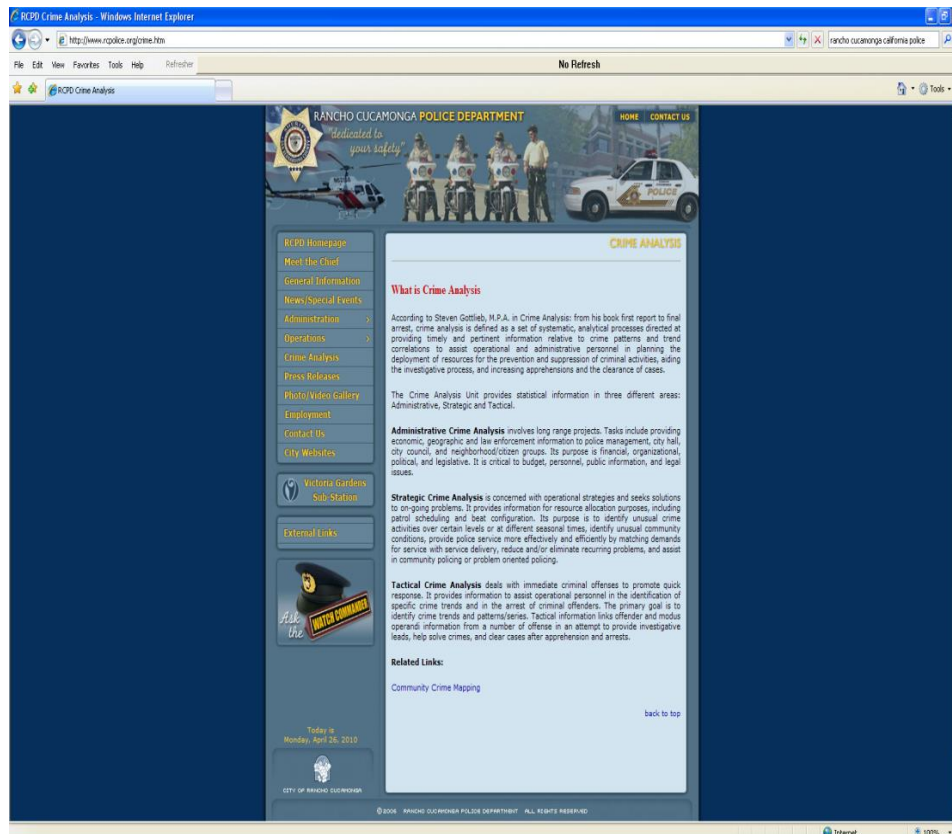 RCPD Crime Analysis - Windows Internet Explorer
http://www.rcpolice.org/crime.htm
rancho cucamonga california police
File Edit View Favorites Tools Help Refresher
No Refresh
RCPD Crime Analysis
Tools
RANCHO CUCAMONGA POLICE DEPARTMENT
HOME CONTACT US
"dedicated to
your safety"
POLICE
RCPD Homepage
Meet the Chief
General Information
News/Special Events
Administration >
Operations >
Crime Analysis
Press Releases
Photo/Video Gallery
Employment
Contact Us
City Websites
Victoria Gardens
Sub-Station
External Links
Ask
the
WATCH COMMANDER
Today is
Monday, April 26, 2010
CITY OF RANCHO CUCAMONGA
CRIME ANALYSIS
What is Crime Analysis
According to Steven Gottlieb, M.P.A. in Crime Analysis: from his book first report to final
arrest, crime analysis is defined as a set of systematic, analytical processes directed at
providing timely and pertinent information relative to crime patterns and trend
correlations to assist operational and administrative personnel in planning the
deployment of resources for the prevention and suppression of criminal activities, aiding
the investigative process, and increasing apprehensions and the clearance of cases.
The Crime Analysis Unit provides statistical information in three different areas:
Administrative, Strategic and Tactical.
Administrative Crime Analysis involves long range projects. Tasks include providing
economic, geographic and law enforcement information to police management, city hall,
city council, and neighborhood/citizen groups. Its purpose is financial, organizational,
political, and legislative. It is critical to budget, personnel, public information, and legal
issues.
Strategic Crime Analysis is concerned with operational strategies and seeks solutions
to on-going problems. It provides information for resource allocation purposes, including
patrol scheduling and beat configuration. Its purpose is to identify unusual crime
activities over certain levels or at different seasonal times, identify unusual community
conditions, provide police service more effectively and efficiently by matching demands
for service with service delivery, reduce and/or eliminate recurring problems, and assist
in community policing or problem oriented policing.
Tactical Crime Analysis deals with immediate criminal offenses to promote quick
response. It provides information to assist operational personnel in the identification of
specific crime trends and in the arrest of criminal offenders. The primary goal is to
identify crime trends and patterns/series. Tactical information links offender and modus
operandi information from a number of offense in an attempt to provide investigative
leads, help solve crimes, and clear cases after apprehension and arrests.
Related Links:
Community Crime Mapping
back to top
© 2006 RANCHO CUCAMONGA POLICE DEPARTMENT ALL RIGHTS RESERVED
Internet 100%